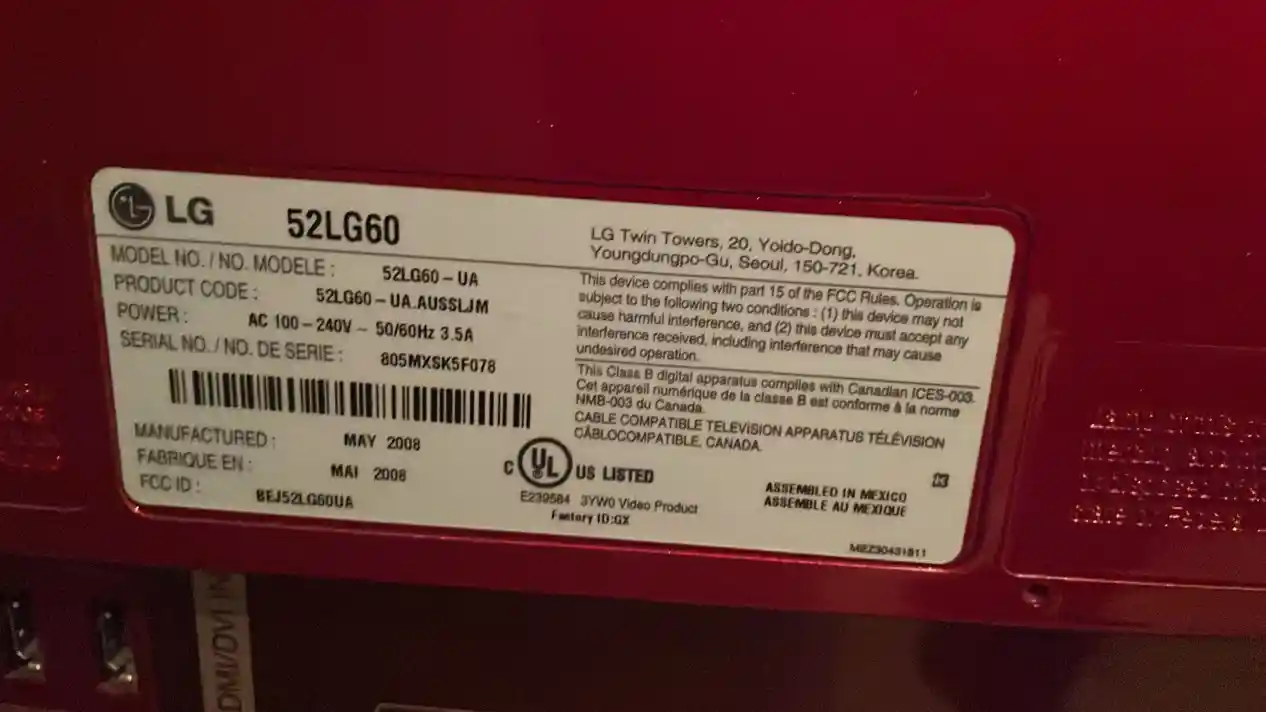 LG
52LG60
MODEL NO. / NO. MODELE : 52LG60-UA
PRODUCT CODE : 52LG60-UA.AUSSLJM
POWER : AC 100-240V ~ 50/60Hz 3.5A
SERIAL NO. / NO. DE SERIE : 805MXSK5F078
MANUFACTURED : MAY 2008
FABRIQUE EN : MAI 2008
FCC ID : BEJ52LG60UA
LG Twin Towers, 20, Yoido-Dong,
Youngdungpo-Gu, Seoul, 150-721, Korea.
This device complies with part 15 of the FCC Rules. Operation is
subject to the following two conditions : (1) this device may not
cause harmful interference, and (2) this device must accept any
interference received, including interference that may cause
undesired operation.
This Class B digital apparatus complies with Canadian ICES-003.
Cet appareil numérique de la classe B est conforme à la norme
NMB-003 du Canada.
CABLE COMPATIBLE TELEVISION APPARATUS TÉLÉVISION
CÂBLOCOMPATIBLE, CANADA.
C UL US LISTED
E239584 3YW0 Video Product
Factory ID:GX
ASSEMBLED IN MEXICO
ASSEMBLE AU MEXIQUE
MEZ30431811
DMI/DVI IN